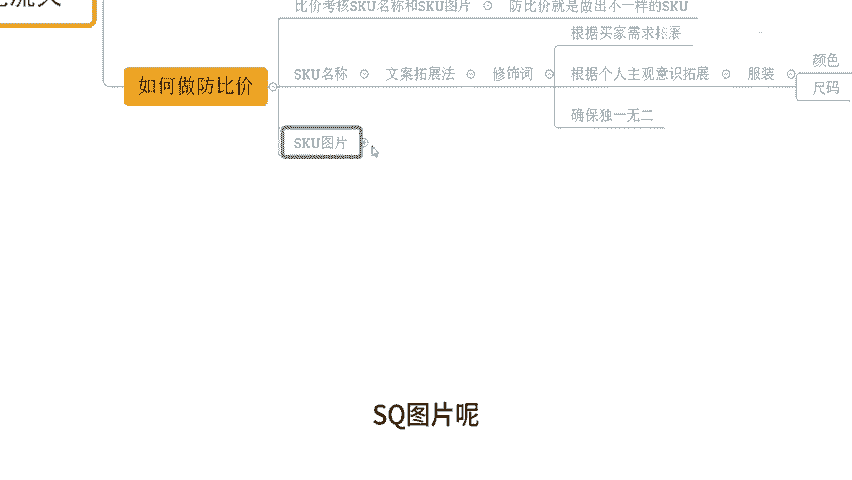 比价考核SKU名称和SKU图片 防比价就是做出不一样的SKU
根据买家需求拓展
如何做防比价 SKU名称 文案拓展法 修饰词 根据个人主观意识拓展 服装 颜色
尺码
确保独一无二
SKU图片
SQ图片呢